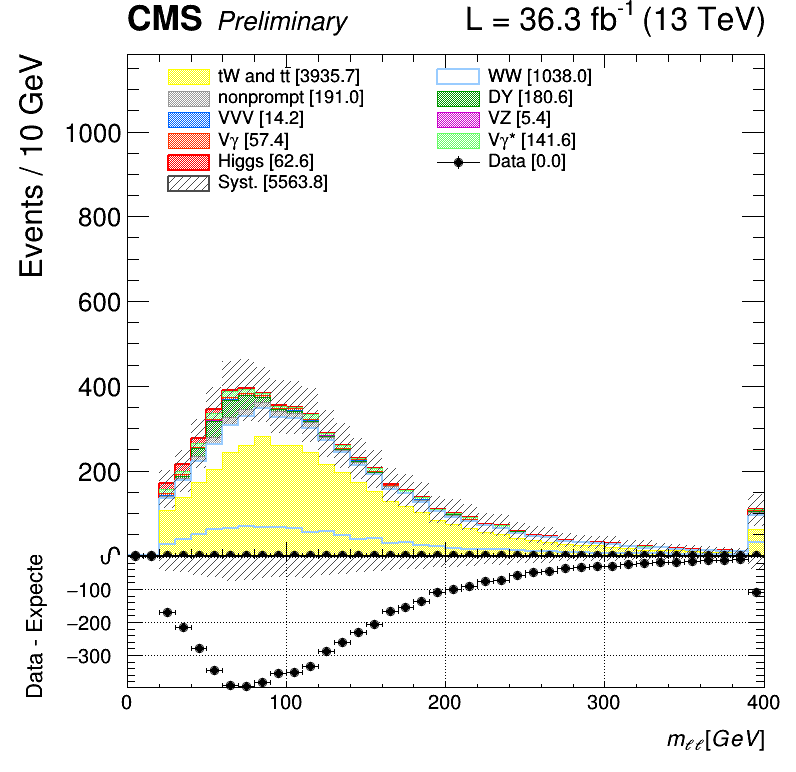 CMS Preliminary L = 36.3 fb⁻¹ (13 TeV)
Events / 10 GeV
tW and tt̄ [3935.7]
WW [1038.0]
nonprompt [191.0]
DY [180.6]
VVV [14.2]
VZ [5.4]
Vγ [57.4]
Vγ* [141.6]
Higgs [62.6]
Data [0.0]
Syst. [5563.8]
1000
800
600
400
200
0
Data - Expecte
−100
−200
−300
0 100 200 300 400
m_ℓℓ[GeV]